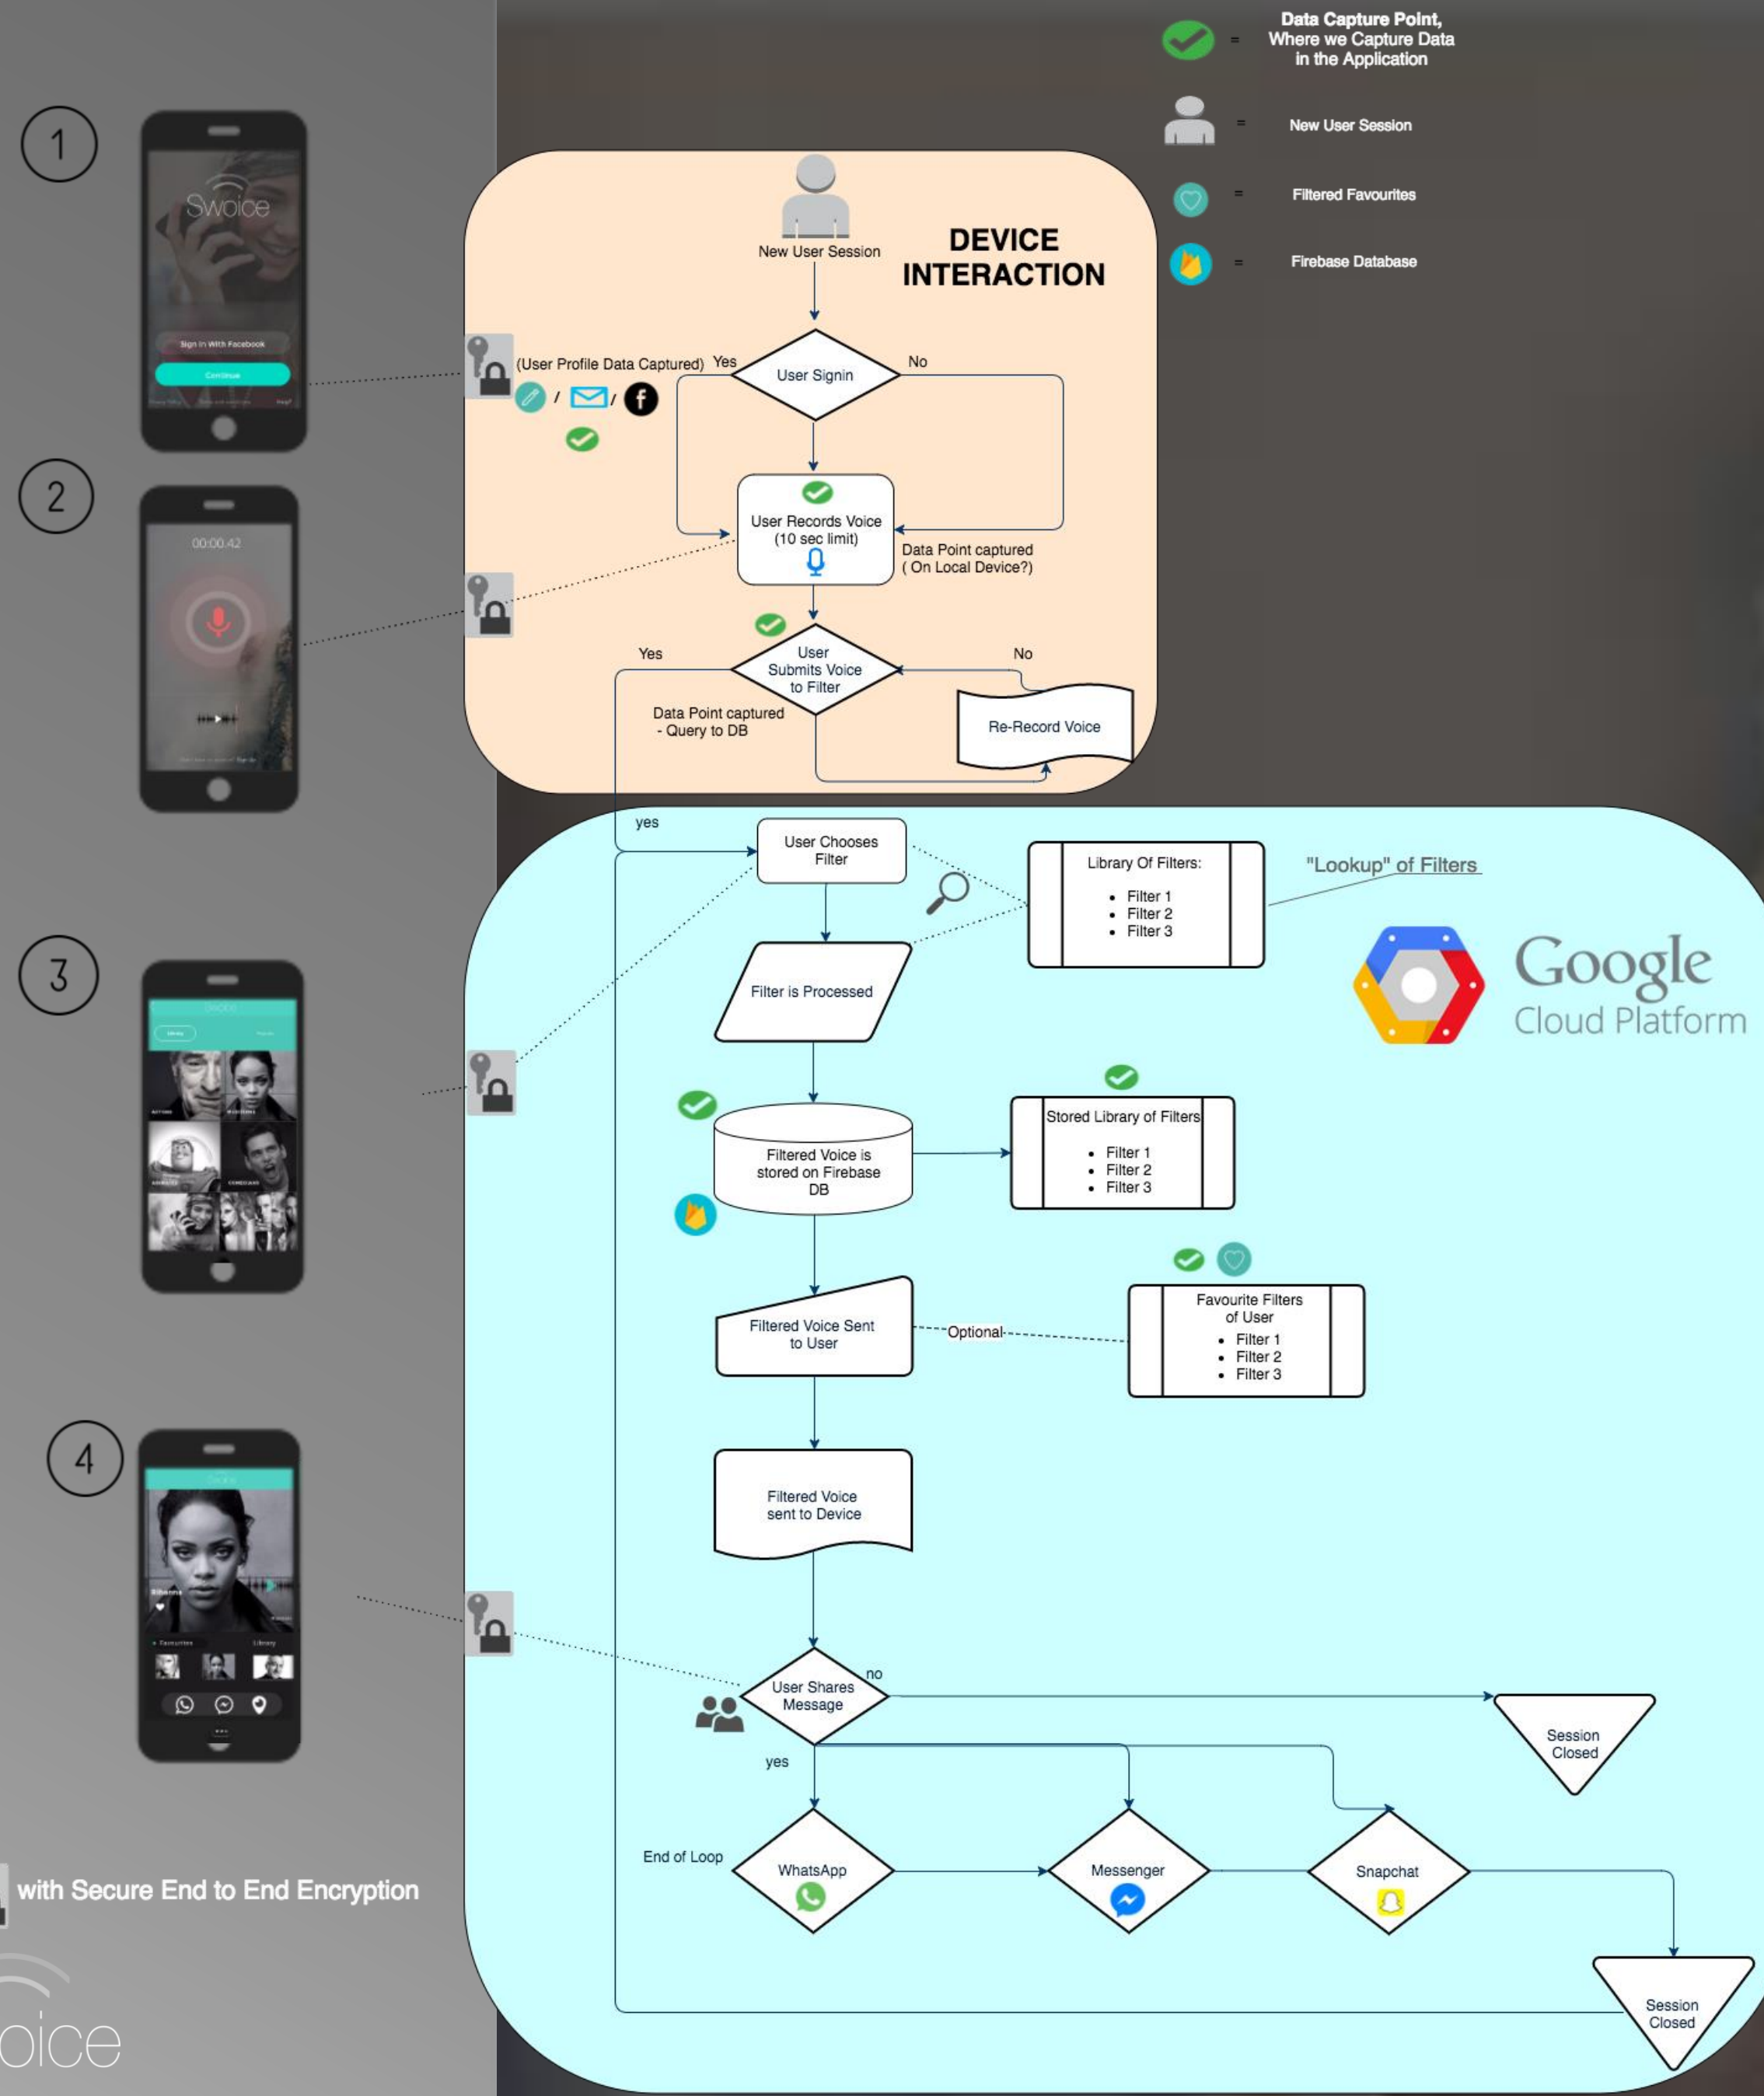 Data Capture Point,
Where we Capture Data
in the Application
=
New User Session
=
Filtered Favourites
=
Firebase Database
=
1
Swoice
Sign In With Facebook
Continue
2
00:00.42
Sign Up
3
Library
ANIMATED
COMEDIANS
4
Rihanna
Favourites
Library
with Secure End to End Encryption
oice
New User Session
DEVICE
INTERACTION
(User Profile Data Captured)
Yes
User Signin
No
/
/
User Records Voice
(10 sec limit)
Data Point captured
( On Local Device?)
Yes
User
Submits Voice
to Filter
No
Data Point captured
- Query to DB
Re-Record Voice
yes
User Chooses
Filter
Library Of Filters:
• Filter 1
• Filter 2
• Filter 3
"Lookup" of Filters
Google
Cloud Platform
Filter is Processed
Filtered Voice is
stored on Firebase
DB
Stored Library of Filters
• Filter 1
• Filter 2
• Filter 3
Filtered Voice Sent
to User
Optional
Favourite Filters
of User
• Filter 1
• Filter 2
• Filter 3
Filtered Voice
sent to Device
User Shares
Message
no
Session
Closed
yes
End of Loop
WhatsApp
Messenger
Snapchat
Session
Closed